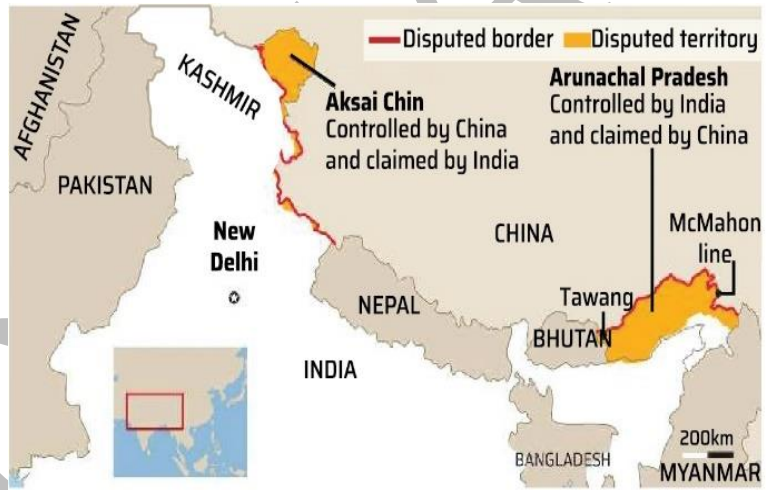 Disputed border
Disputed territory
AFGHANISTAN
KASHMIR
Aksai Chin
Controlled by China
and claimed by India
Arunachal Pradesh
Controlled by India
and claimed by China
PAKISTAN
New
Delhi
CHINA
McMahon
line
NEPAL
Tawang
BHUTAN
INDIA
BANGLADESH
200km
MYANMAR